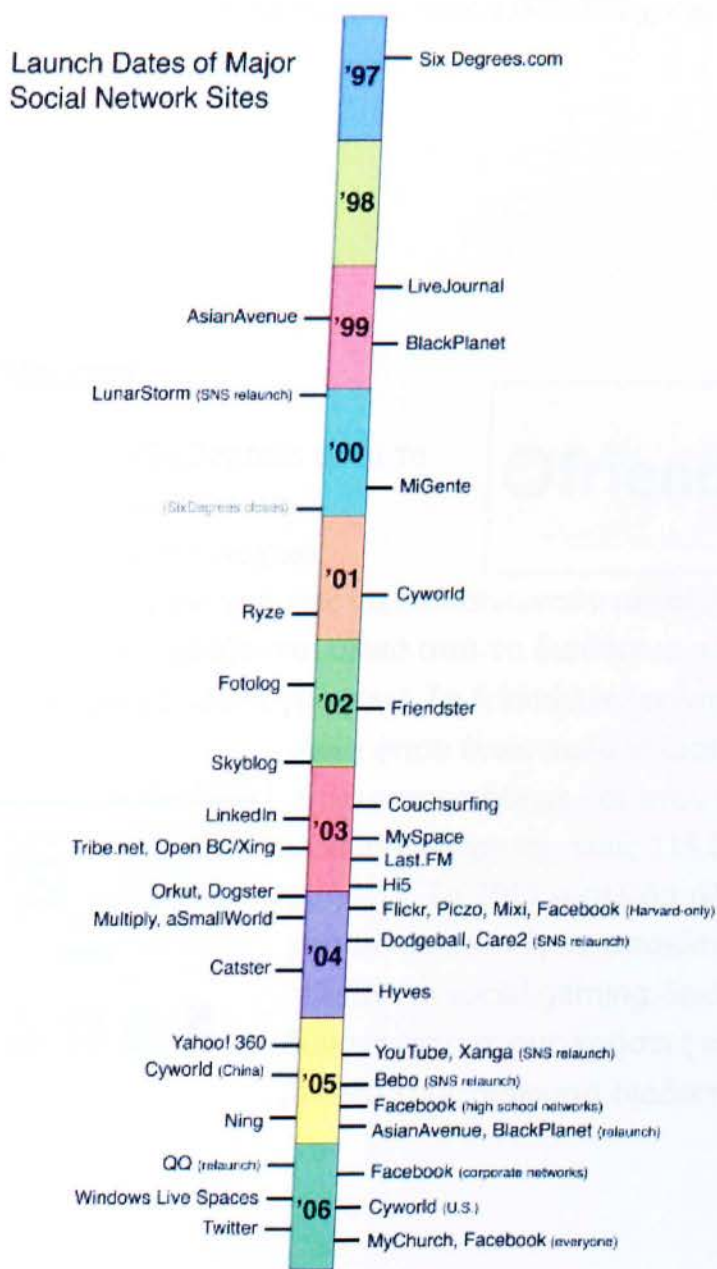 Launch Dates of Major
Social Network Sites
'97
Six Degrees.com
'98
'99
LiveJournal
AsianAvenue
BlackPlanet
'00
LunarStorm (SNS relaunch)
MiGente
(SixDegrees closes)
'01
Cyworld
Ryze
'02
Fotolog
Friendster
Skyblog
'03
Couchsurfing
LinkedIn
MySpace
Tribe.net, Open BC/Xing
Last.FM
Hi5
'04
Orkut, Dogster
Flickr, Piczo, Mixi, Facebook (Harvard-only)
Multiply, aSmallWorld
Dodgeball, Care2 (SNS relaunch)
Catster
Hyves
'05
Yahoo! 360
YouTube, Xanga (SNS relaunch)
Cyworld (China)
Bebo (SNS relaunch)
Facebook (high school networks)
Ning
AsianAvenue, BlackPlanet (relaunch)
'06
QQ (relaunch)
Facebook (corporate networks)
Windows Live Spaces
Cyworld (U.S.)
Twitter
MyChurch, Facebook (everyone)